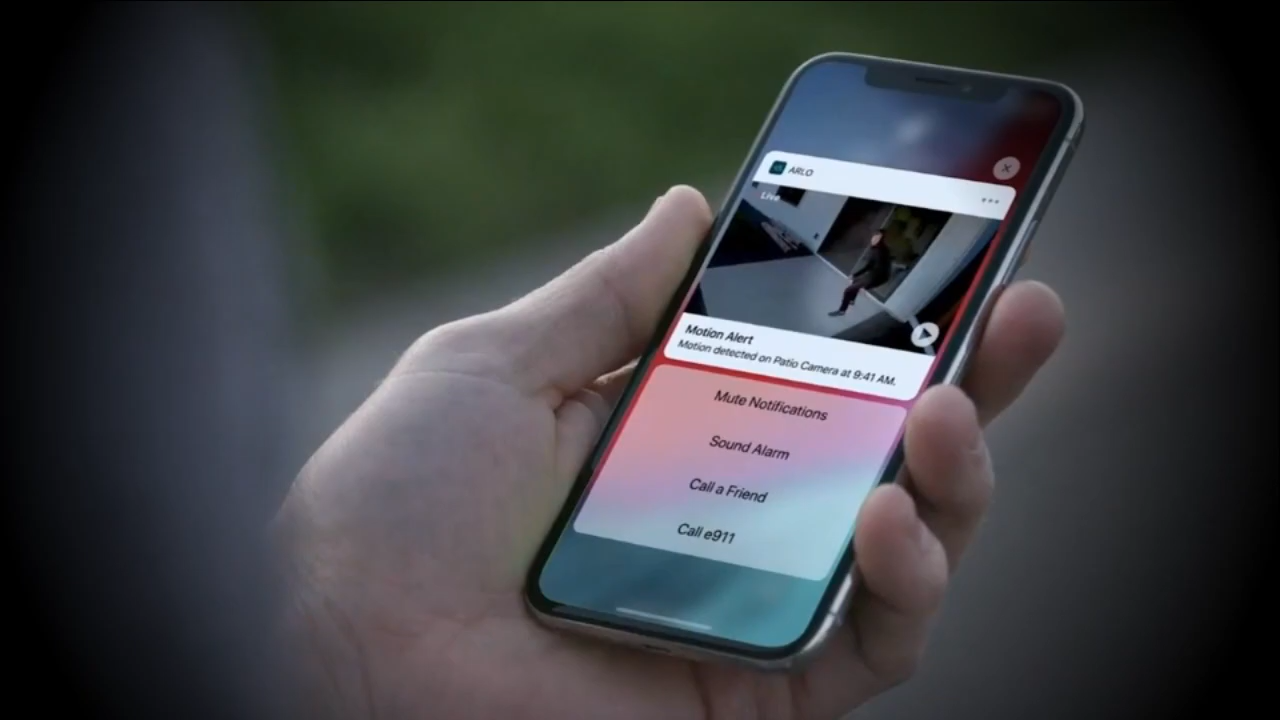 ARLO
Live
Motion Alert
Motion detected on Patio Camera at 9:41 AM.
Mute Notifications
Sound Alarm
Call a Friend
Call e911